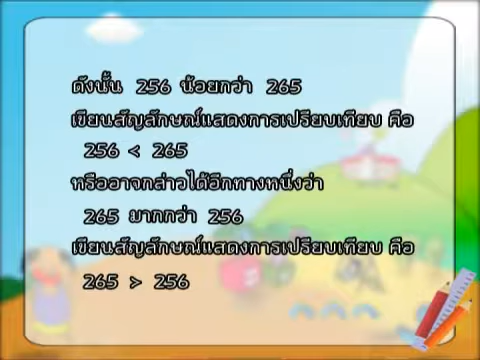 ดังนั้น 256 น้อยกว่า 265
เขียนสัญลักษณ์แสดงการเปรียบเทียบ คือ
256 < 265
หรืออาจกล่าวได้อีกทางหนึ่งว่า
265 มากกว่า 256
เขียนสัญลักษณ์แสดงการเปรียบเทียบ คือ
265 > 256